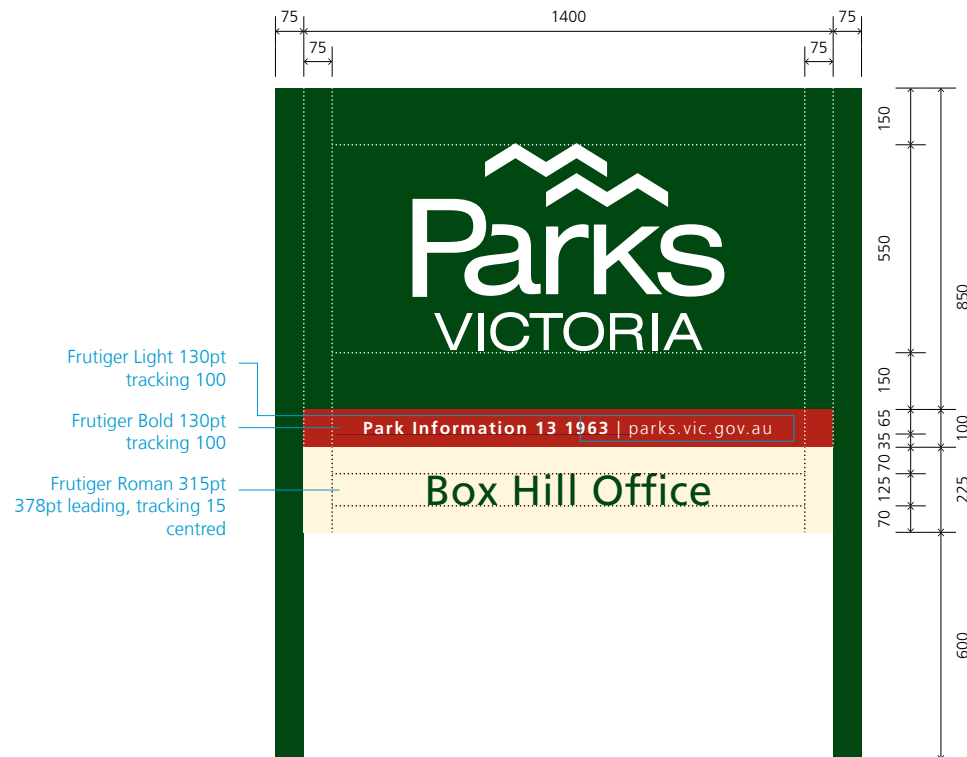 75
1400
75
75
75
150
550
850
150
65
35
100
70
125
70
225
600
Parks
VICTORIA
Frutiger Light 130pt
tracking 100
Frutiger Bold 130pt
tracking 100
Park Information 13 1963 | parks.vic.gov.au
Frutiger Roman 315pt
378pt leading, tracking 15
centred
Box Hill Office